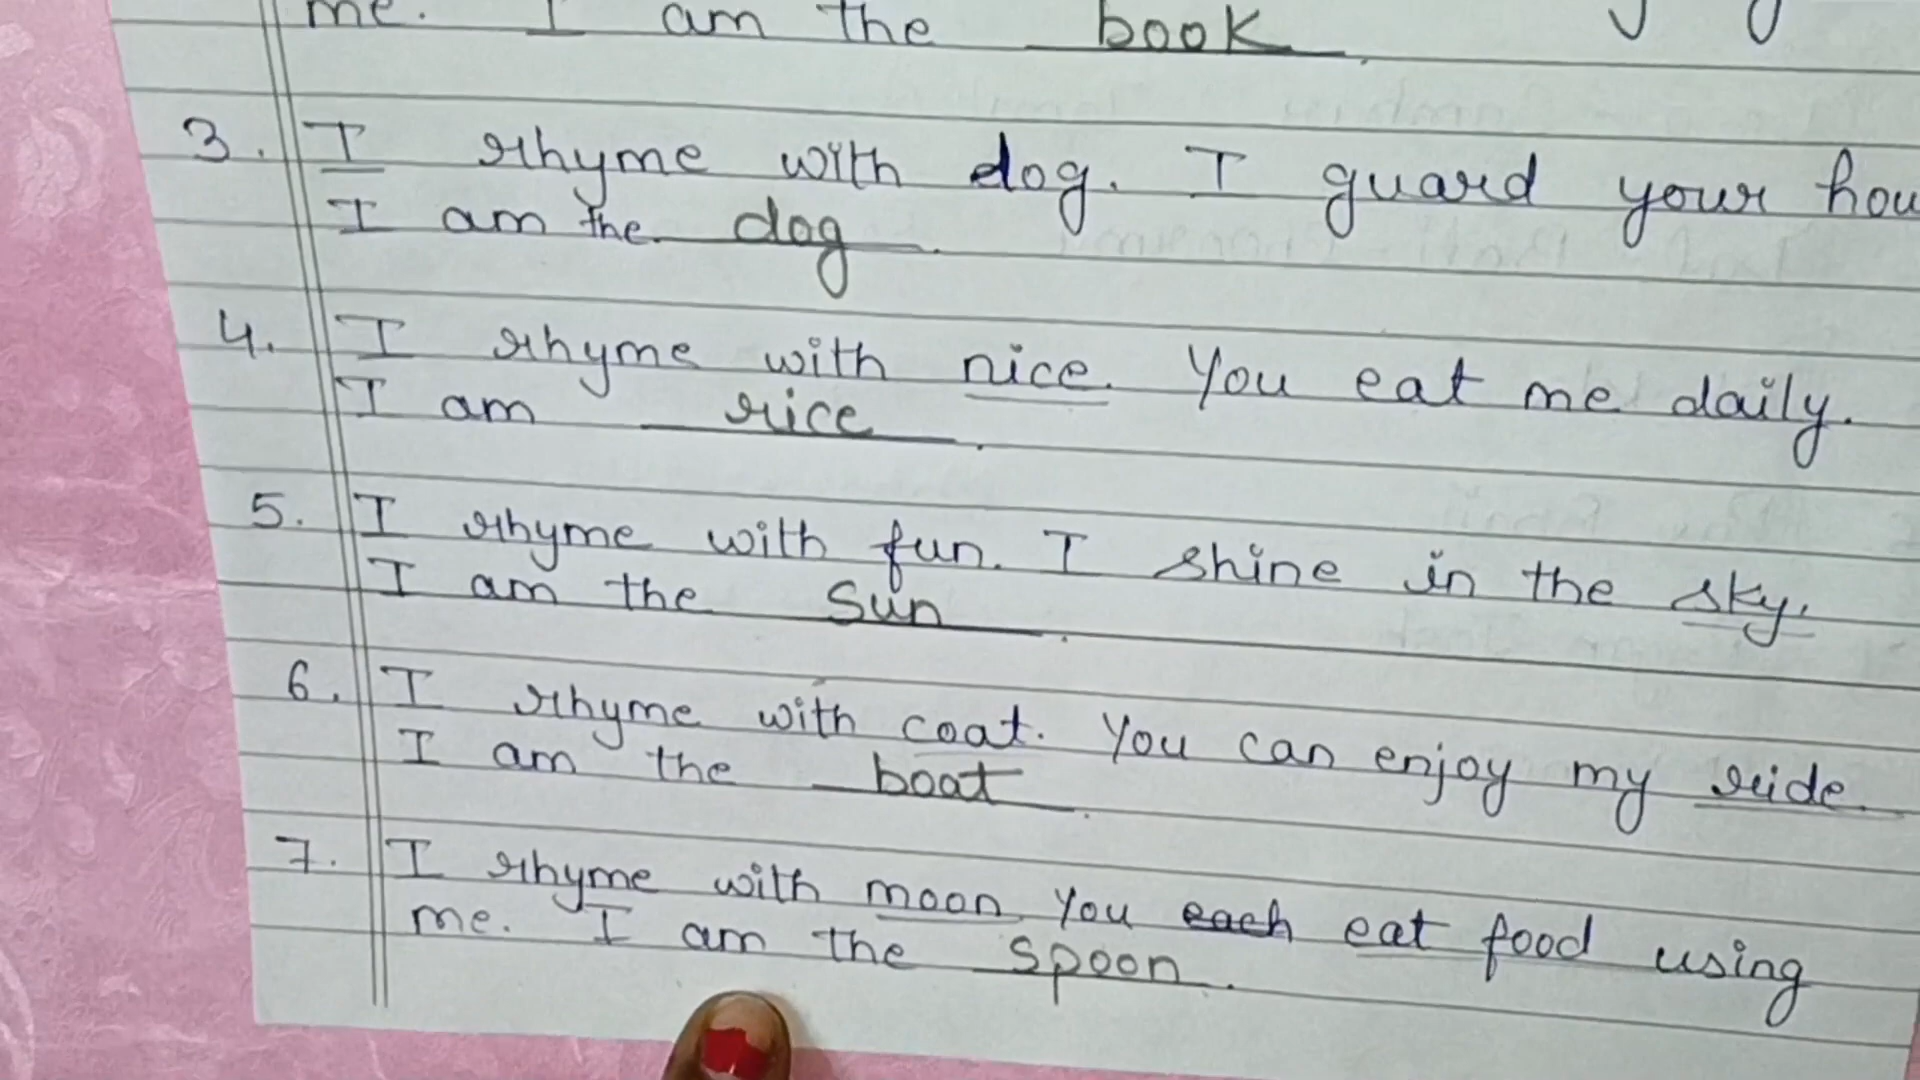 me. I am the book.
3. I rhyme with dog. I guard your hou
I am the dog.
4. I rhyme with nice. You eat me daily.
I am rice.
5. I rhyme with fun. I shine in the sky.
I am the sun.
6. I rhyme with coat. You can enjoy my ride.
I am the boat.
7. I rhyme with moon You each eat food using
me. I am the spoon.